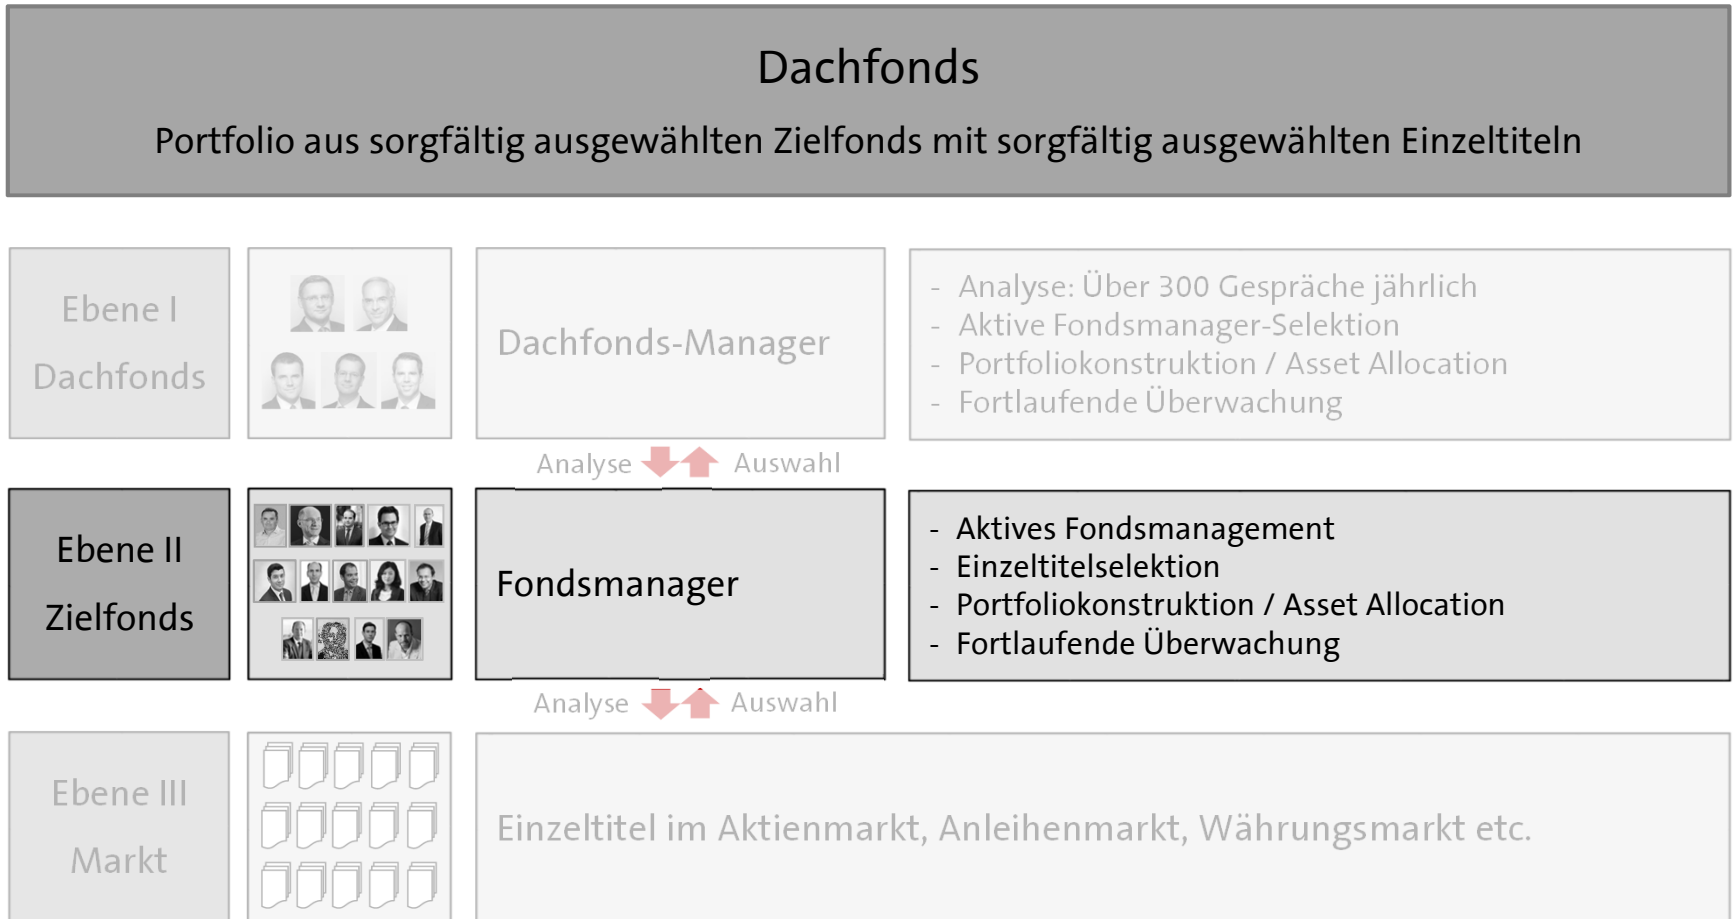 Dachfonds
Portfolio aus sorgfältig ausgewählten Zielfonds mit sorgfältig ausgewählten Einzeltiteln
Ebene I
Dachfonds
Dachfonds-Manager
- Analyse: Über 300 Gespräche jährlich
- Aktive Fondsmanager-Selektion
- Portfoliokonstruktion / Asset Allocation
- Fortlaufende Überwachung
Analyse Auswahl
Ebene II
Zielfonds
Fondsmanager
- Aktives Fondsmanagement
- Einzeltitelselektion
- Portfoliokonstruktion / Asset Allocation
- Fortlaufende Überwachung
Analyse Auswahl
Ebene III
Markt
Einzeltitel im Aktienmarkt, Anleihenmarkt, Währungsmarkt etc.